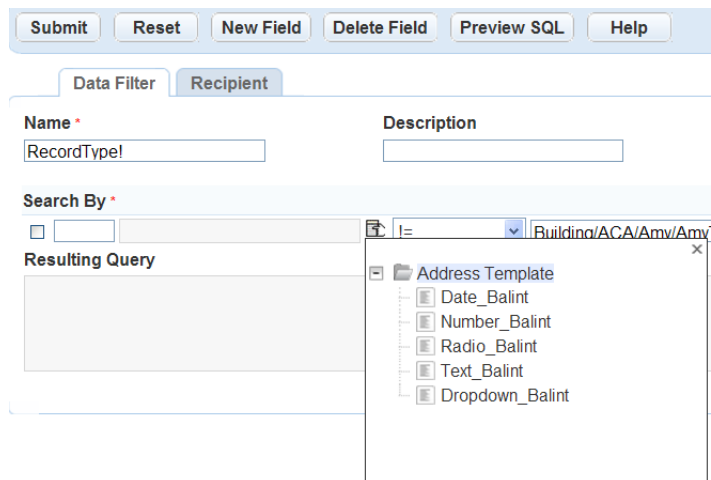 Submit Reset New Field Delete Field Preview SQL Help
Data Filter Recipient
Name * Description
RecordType!
Search By *
!= Building/ACA/Amy/Amy
Resulting Query
Address Template
Date_Balint
Number_Balint
Radio_Balint
Text_Balint
Dropdown_Balint